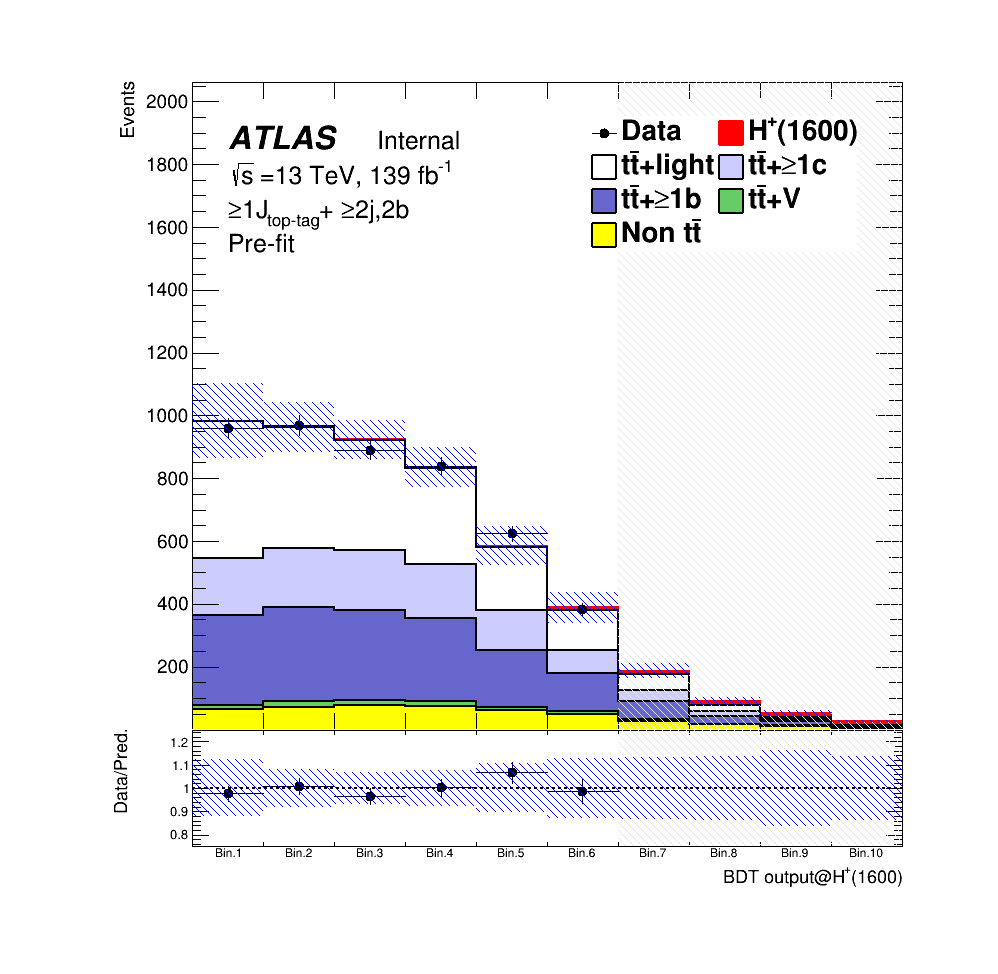 Events
2000
1800
1600
1400
1200
1000
800
600
400
200
ATLAS Internal
√s =13 TeV, 139 fb⁻¹
≥1J_top-tag+ ≥2j,2b
Pre-fit
Data H⁺(1600)
tt̄+light tt̄+≥1c
tt̄+≥1b tt̄+V
Non tt̄
Data/Pred.
1.2
1.1
1
0.9
0.8
Bin.1 Bin.2 Bin.3 Bin.4 Bin.5 Bin.6 Bin.7 Bin.8 Bin.9 Bin.10
BDT output@H⁺(1600)